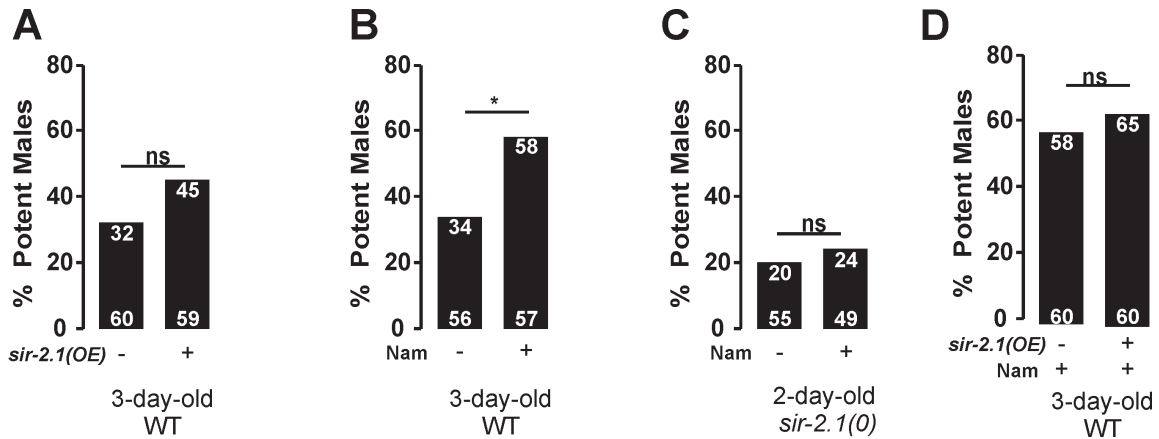 A
% Potent Males
80
60
40
20
0
ns
32
45
60
59
sir-2.1(OE) - +
3-day-old
WT
B
% Potent Males
80
60
40
20
0
*
34
58
56
57
Nam - +
3-day-old
WT
C
% Potent Males
80
60
40
20
0
ns
20
24
55
49
Nam - +
2-day-old
sir-2.1(0)
D
% Potent Males
80
60
40
20
0
ns
58
65
60
60
sir-2.1(OE) - +
Nam + +
3-day-old
WT